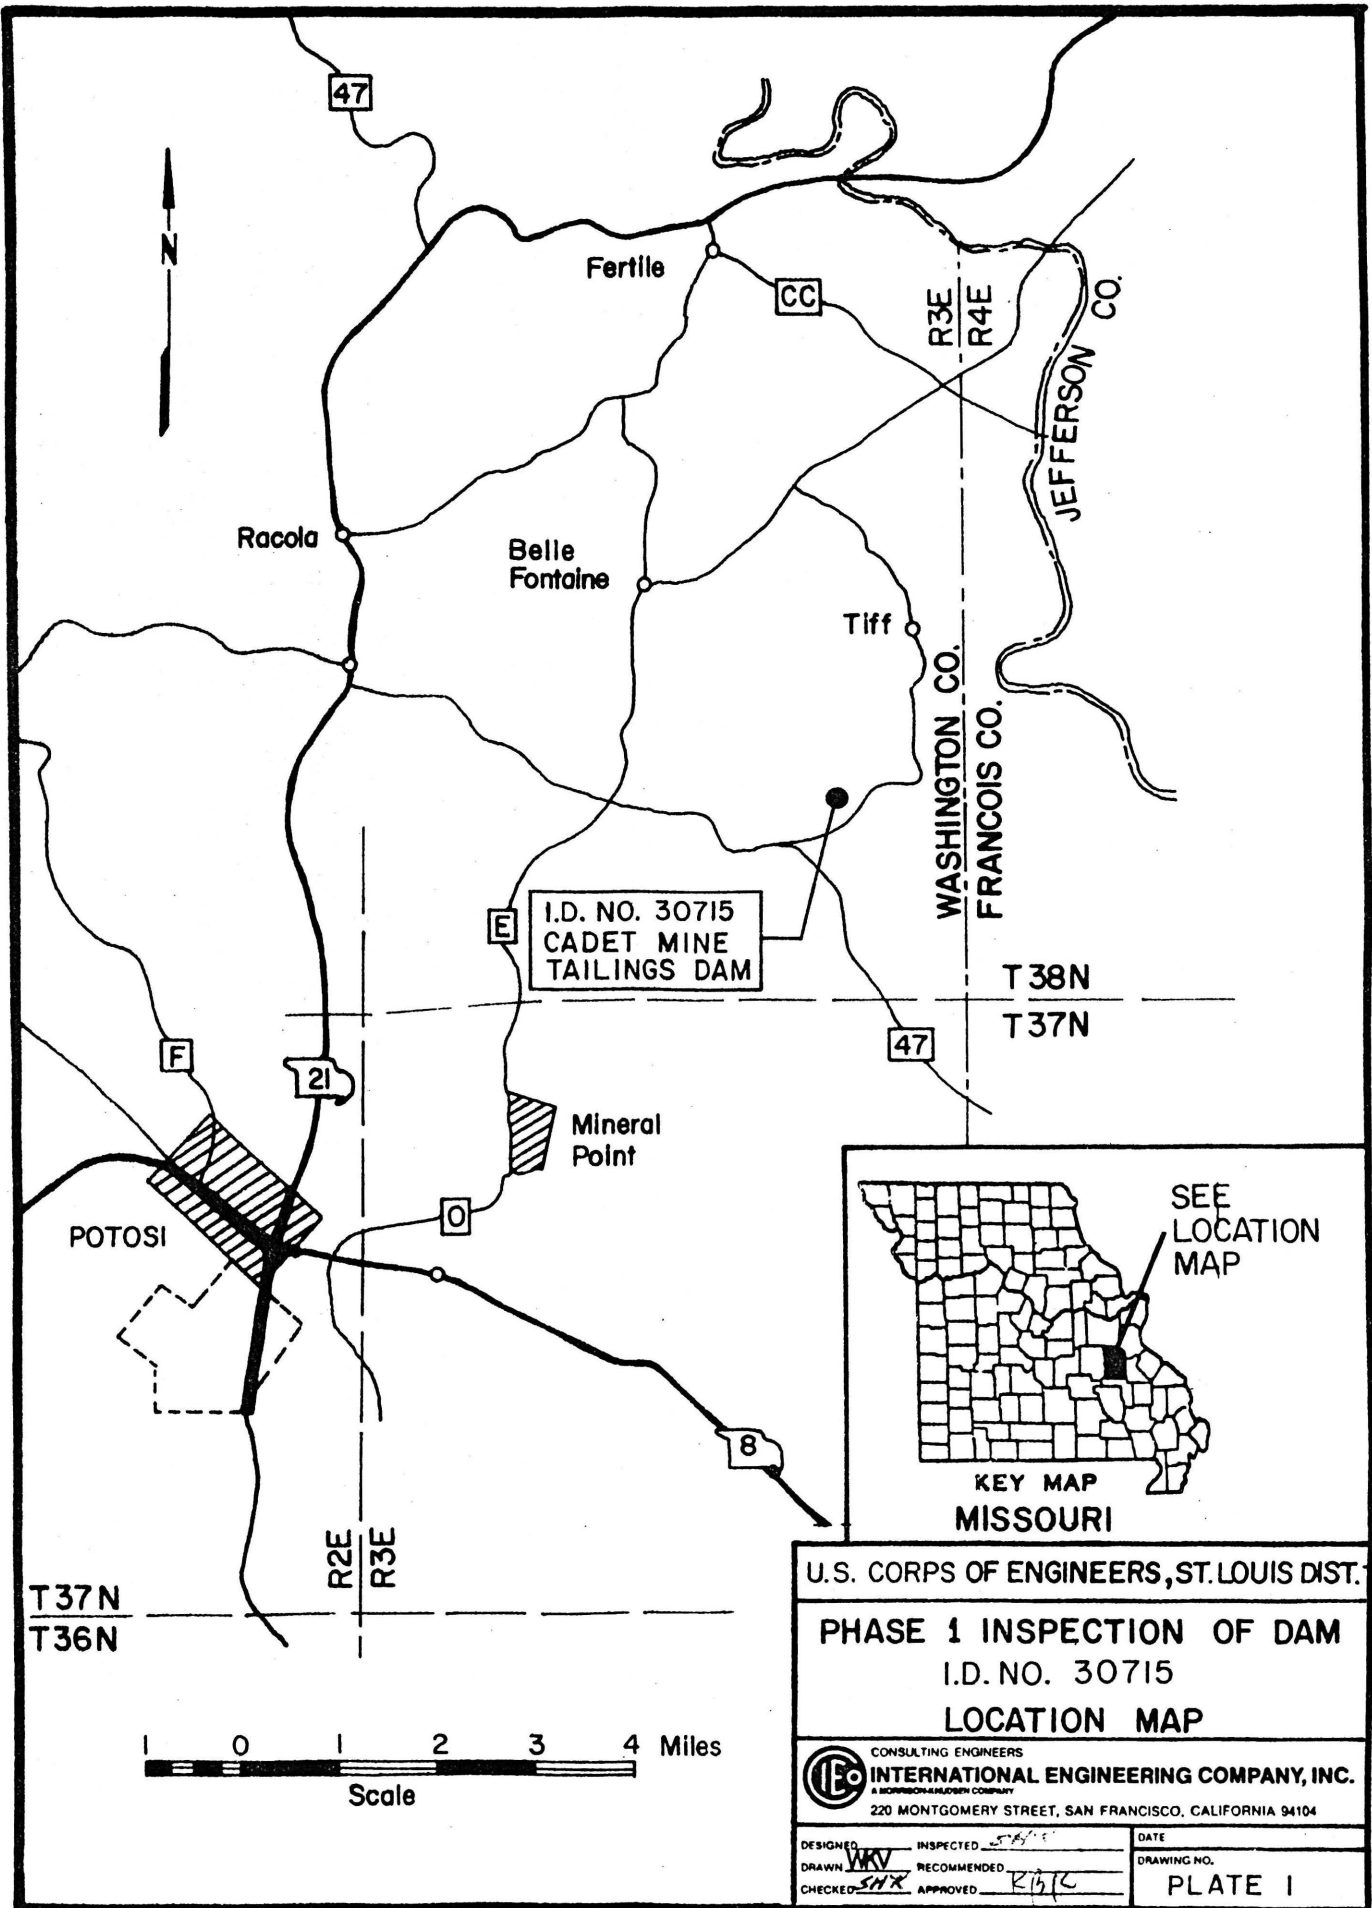 47
N
Fertile
CC
R3E
R4E
JEFFERSON CO.
Racola
Belle
Fontaine
Tiff
WASHINGTON CO.
FRANCOIS CO.
E
I.D. NO. 30715
CADET MINE
TAILINGS DAM
T38N
T37N
47
F
21
Mineral
Point
O
POTOSI
8
SEE
LOCATION
MAP
KEY MAP
MISSOURI
R2E
R3E
T37N
T36N
1 0 1 2 3 4 Miles
Scale
U.S. CORPS OF ENGINEERS, ST. LOUIS DIST.
PHASE 1 INSPECTION OF DAM
I.D. NO. 30715
LOCATION MAP
IECo
CONSULTING ENGINEERS
INTERNATIONAL ENGINEERING COMPANY, INC.
A MORRISON-KNUDSEN COMPANY
220 MONTGOMERY STREET, SAN FRANCISCO, CALIFORNIA 94104
DESIGNED INSPECTED
DRAWN WKV RECOMMENDED
CHECKED APPROVED
DATE
DRAWING NO.
PLATE 1